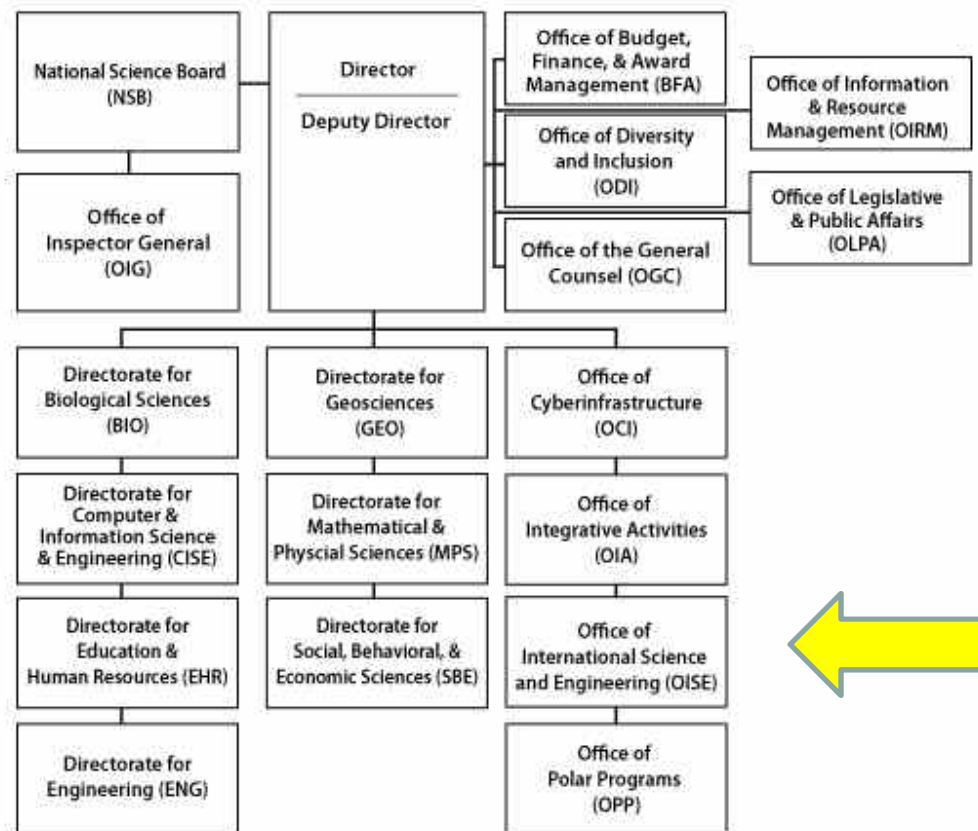 National Science Board
(NSB)
Director
Deputy Director
Office of Budget,
Finance, & Award
Management (BFA)
Office of Information
& Resource
Management (OIRM)
Office of Diversity
and Inclusion
(ODI)
Office of
Inspector General
(OIG)
Office of Legislative
& Public Affairs
(OLPA)
Office of the General
Counsel (OGC)
Directorate for
Biological Sciences
(BIO)
Directorate for
Geosciences
(GEO)
Office of
Cyberinfrastructure
(OCI)
Directorate for
Computer &
Information Science
& Engineering (CISE)
Directorate for
Mathematical &
Physcial Sciences (MPS)
Office of
Integrative Activities
(OIA)
Directorate for
Education &
Human Resources (EHR)
Directorate for
Social, Behavioral, &
Economic Sciences (SBE)
Office of
International Science
and Engineering (OISE)
Directorate for
Engineering (ENG)
Office of
Polar Programs
(OPP)